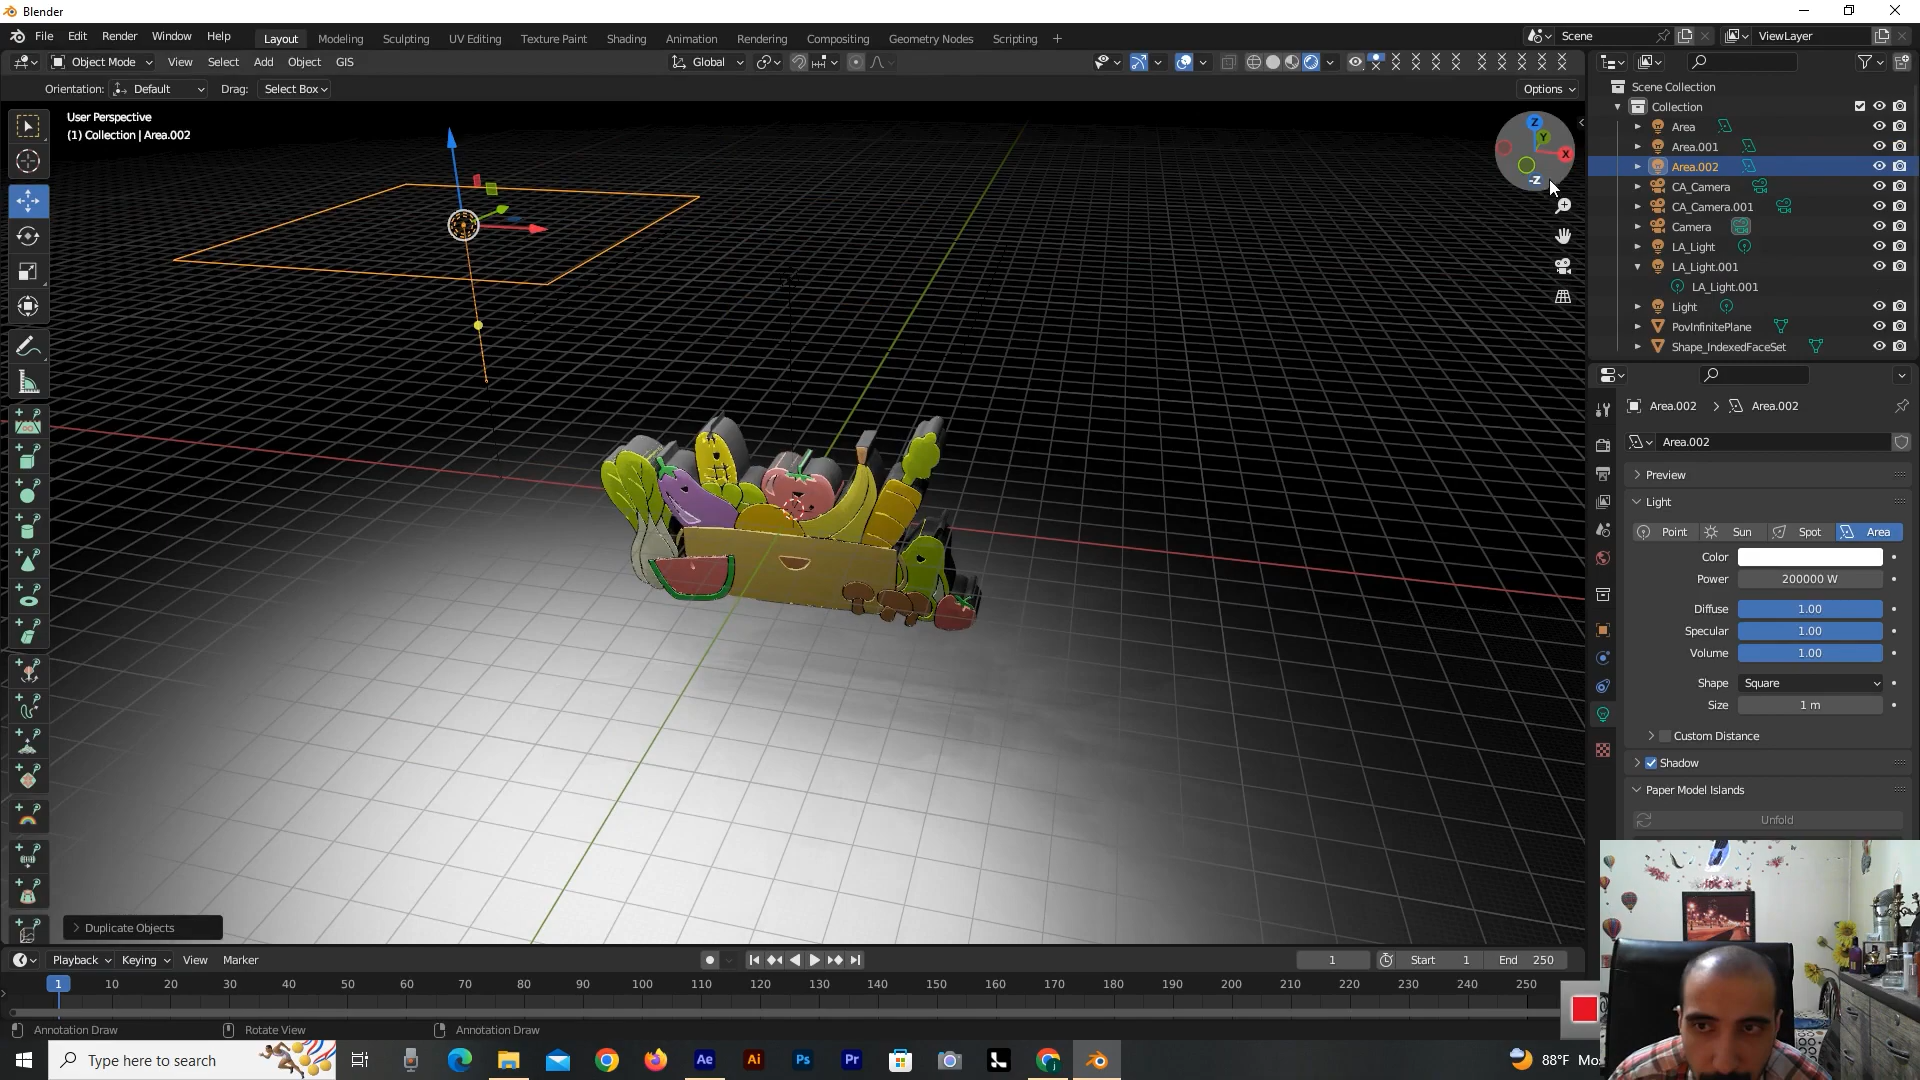 Blender
File Edit Render Window Help
Layout Modeling Sculpting UV Editing Texture Paint Shading Animation Rendering Compositing Geometry Nodes Scripting +
Scene
ViewLayer
Object Mode View Select Add Object GIS
Global
Orientation: Default Drag: Select Box
Options
User Perspective
(1) Collection | Area.002
Z
Y
X
-Z
Scene Collection
Collection
Area
Area.001
Area.002
CA_Camera
CA_Camera.001
Camera
LA_Light
LA_Light.001
LA_Light.001
Light
PovInfinitePlane
Shape_IndexedFaceSet
Area.002 > Area.002
Area.002
Preview
Light
Point Sun Spot Area
Color
Power 200000 W
Diffuse 1.00
Specular 1.00
Volume 1.00
Shape Square
Size 1 m
Custom Distance
Shadow
Paper Model Islands
Unfold
Duplicate Objects
Playback Keying View Marker
1
Start 1 End 250
1 10 20 30 40 50 60 70 80 90 100 110 120 130 140 150 160 170 180 190 200 210 220 230 240 250
Annotation Draw Rotate View Annotation Draw
Type here to search
Ae Ai Ps Pr
88°F Mo